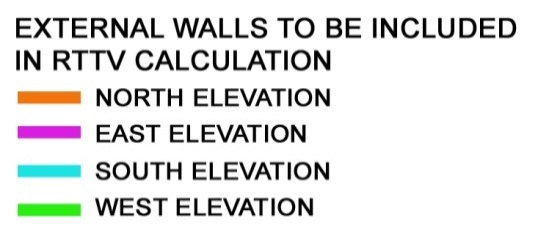 EXTERNAL WALLS TO BE INCLUDED
IN RTTV CALCULATION
NORTH ELEVATION
EAST ELEVATION
SOUTH ELEVATION
WEST ELEVATION